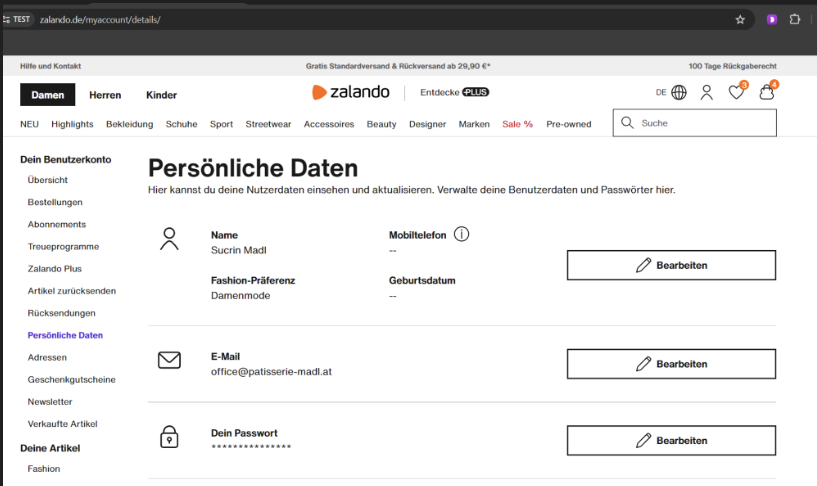 TEST zalando.de/myaccount/details/
Hilfe und Kontakt Gratis Standardversand & Rückversand ab 29,90 €* 100 Tage Rückgaberecht
Damen Herren Kinder zalando Entdecke PLUS DE 3 4
NEU Highlights Bekleidung Schuhe Sport Streetwear Accessoires Beauty Designer Marken Sale % Pre-owned Suche
Dein Benutzerkonto
Übersicht
Bestellungen
Abonnements
Treueprogramme
Zalando Plus
Artikel zurücksenden
Rücksendungen
Persönliche Daten
Adressen
Geschenkgutscheine
Newsletter
Verkaufte Artikel
Deine Artikel
Fashion
Persönliche Daten
Hier kannst du deine Nutzerdaten einsehen und aktualisieren. Verwalte deine Benutzerdaten und Passwörter hier.
Name Mobiltelefon
Sucrin Madl --
Fashion-Präferenz Geburtsdatum
Damenmode --
Bearbeiten
E-Mail
office@patisserie-madl.at
Bearbeiten
Dein Passwort
***************
Bearbeiten